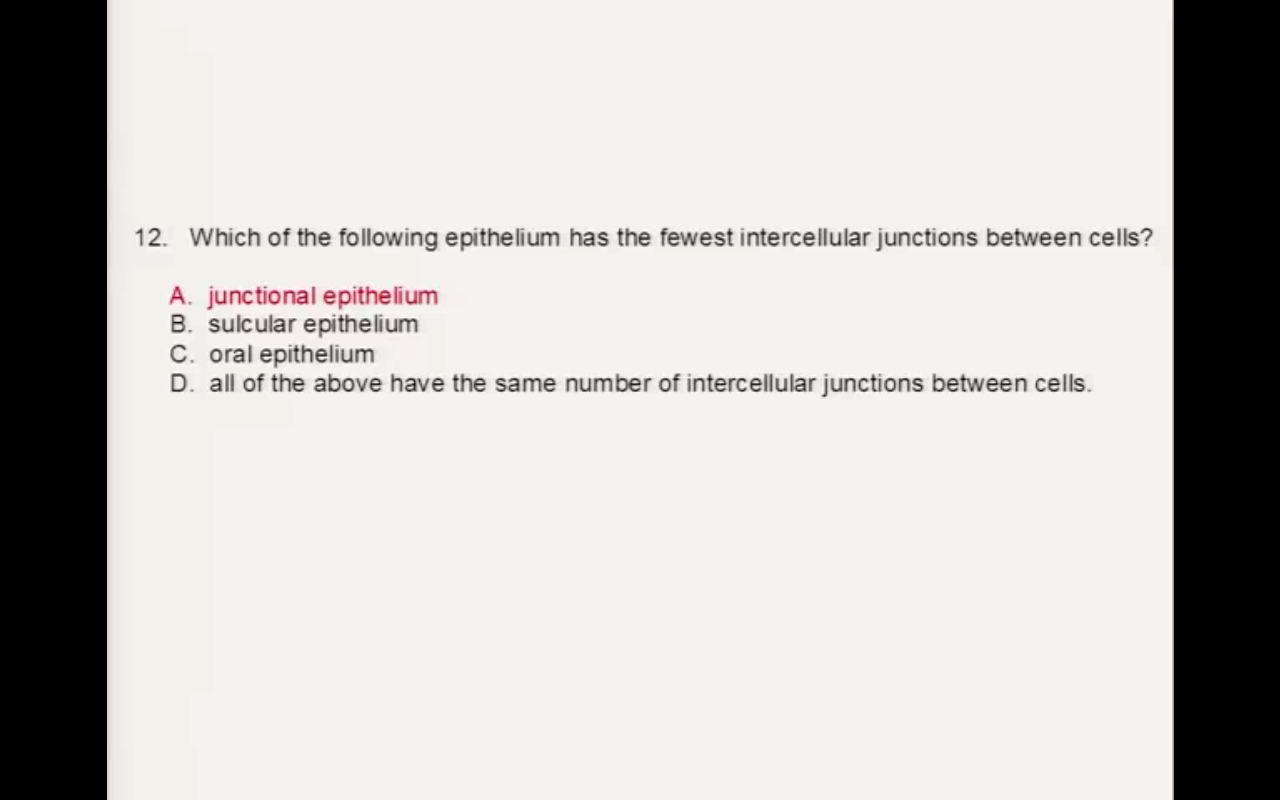 12. Which of the following epithelium has the fewest intercellular junctions between cells?
A. junctional epithelium
B. sulcular epithelium
C. oral epithelium
D. all of the above have the same number of intercellular junctions between cells.